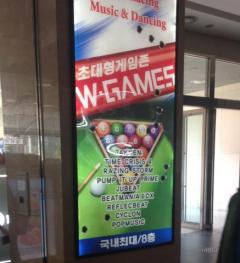 Dancing
Music & Dancing
초대형게임존
W-GAMES
TIME CRISIS 4
RAZING STORM
PUMP IT UP PRIME
JUBEAT
BEATMANIA IIDX
REFLECBEAT
CYCLON
POPMUSIC
국내최대/8층